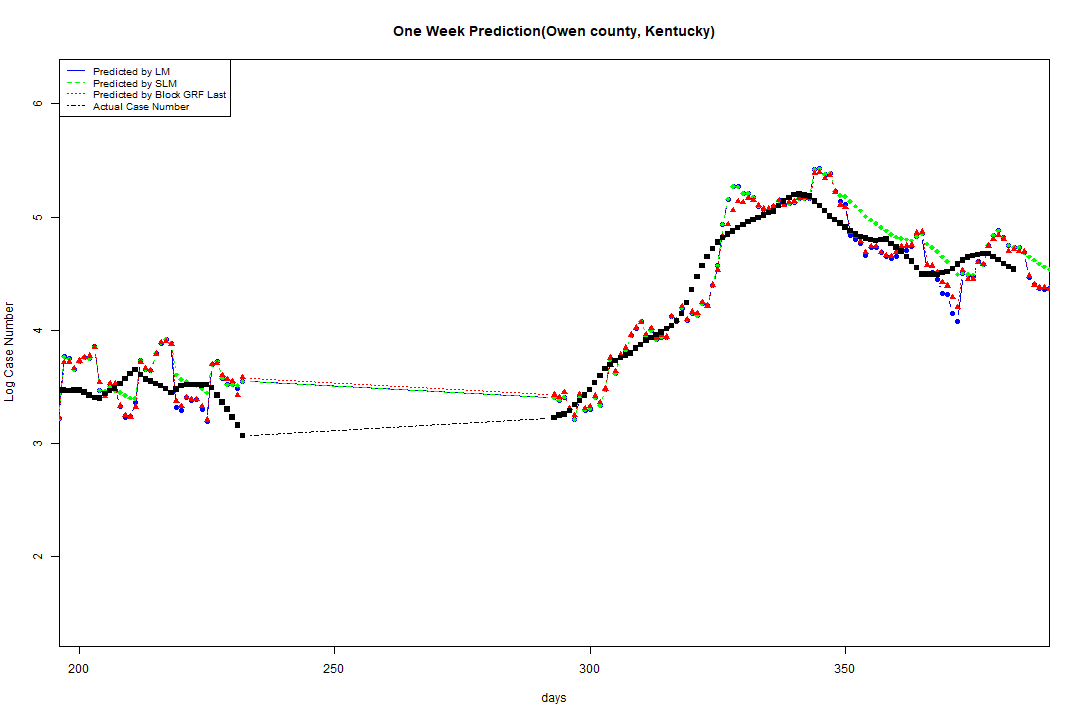 One Week Prediction(Owen county, Kentucky)
Predicted by LM
Predicted by SLM
Predicted by Block GRF Last
Actual Case Number
6
5
4
3
2
Log Case Number
200
250
300
350
days